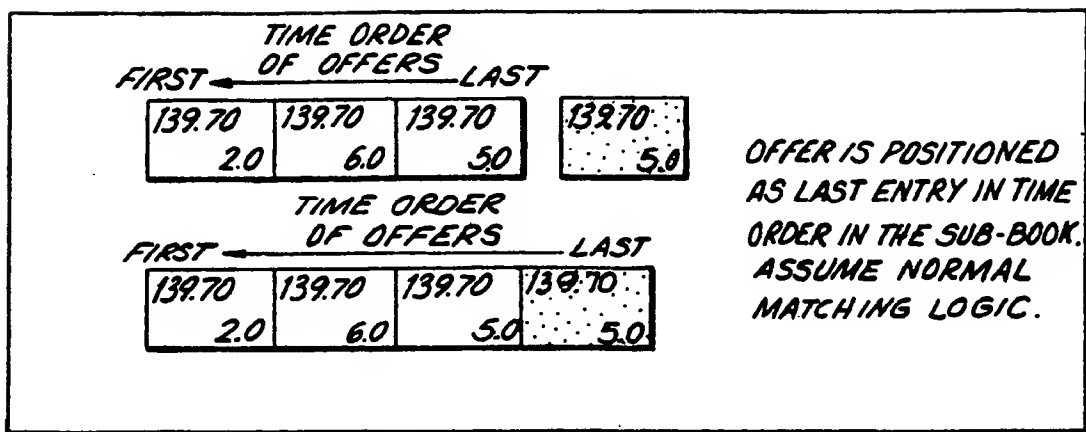 TIME ORDER
OF OFFERS
FIRST LAST
139.70 139.70 139.70 139.70
2.0 6.0 5.0 5.0
OFFER IS POSITIONED
AS LAST ENTRY IN TIME
ORDER IN THE SUB-BOOK.
ASSUME NORMAL
MATCHING LOGIC.
TIME ORDER
OF OFFERS
FIRST LAST
139.70 139.70 139.70 139.70
2.0 6.0 5.0 5.0